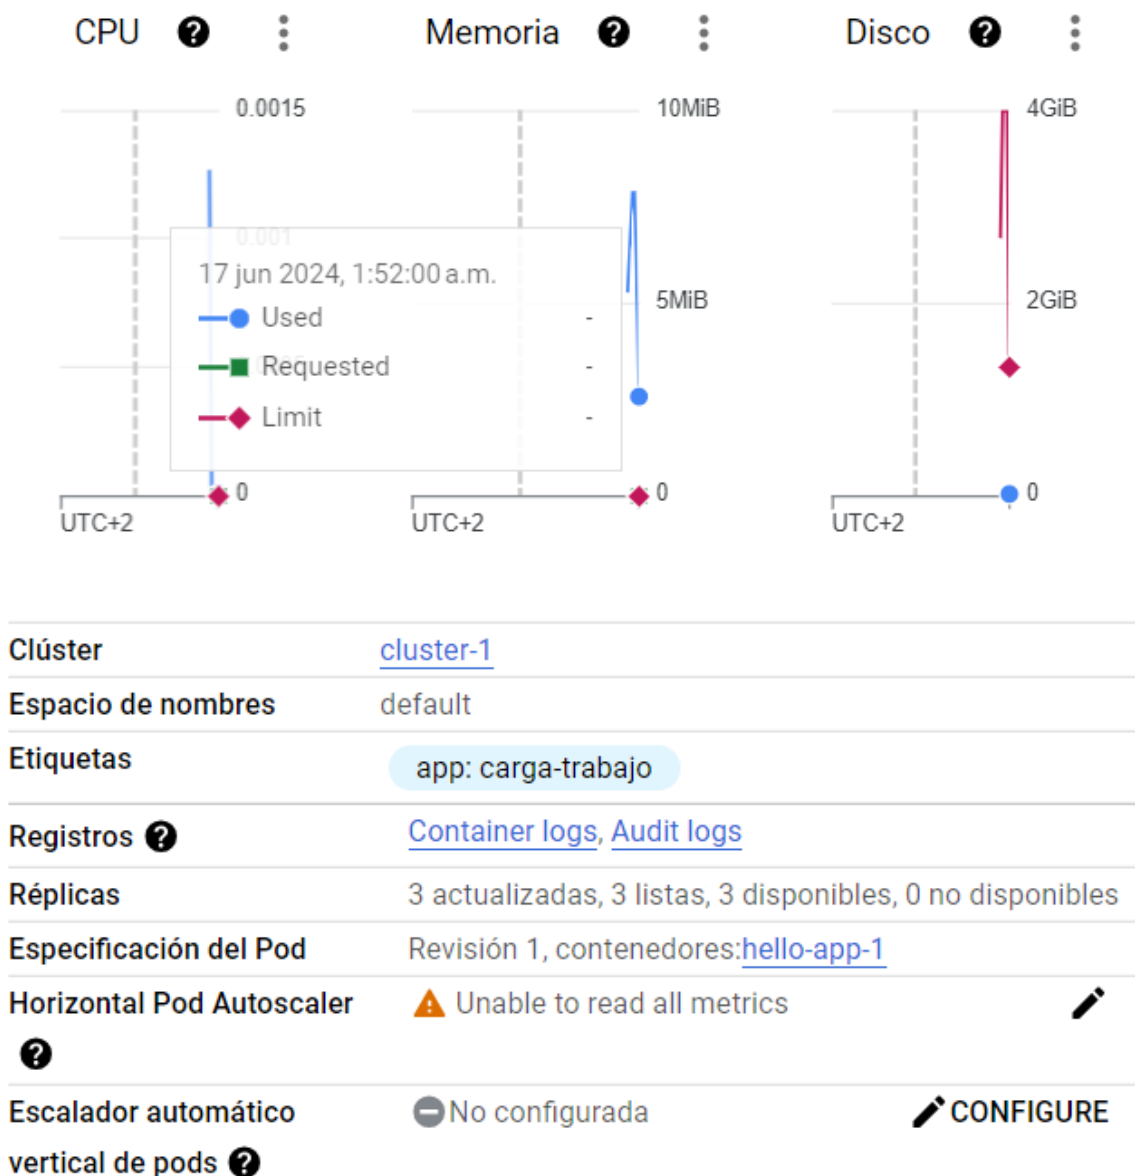 CPU
Memoria
Disco
0.0015
10MiB
4GiB
0.001
17 jun 2024, 1:52:00 a.m.
Used -
Requested -
Limit -
5MiB
2GiB
0
0
0
UTC+2
UTC+2
UTC+2
Clúster cluster-1
Espacio de nombres default
Etiquetas app: carga-trabajo
Registros Container logs, Audit logs
Réplicas 3 actualizadas, 3 listas, 3 disponibles, 0 no disponibles
Especificación del Pod Revisión 1, contenedores:hello-app-1
Horizontal Pod Autoscaler Unable to read all metrics
Escalador automático No configurada CONFIGURE
vertical de pods